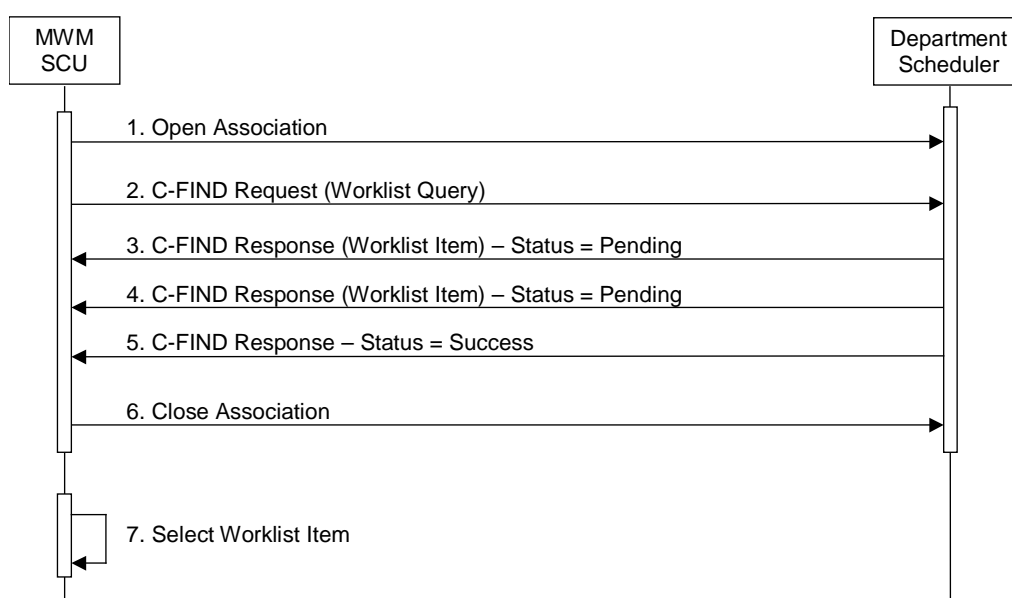 MWM
SCU
Department
Scheduler
1. Open Association
2. C-FIND Request (Worklist Query)
3. C-FIND Response (Worklist Item) – Status = Pending
4. C-FIND Response (Worklist Item) – Status = Pending
5. C-FIND Response – Status = Success
6. Close Association
7. Select Worklist Item